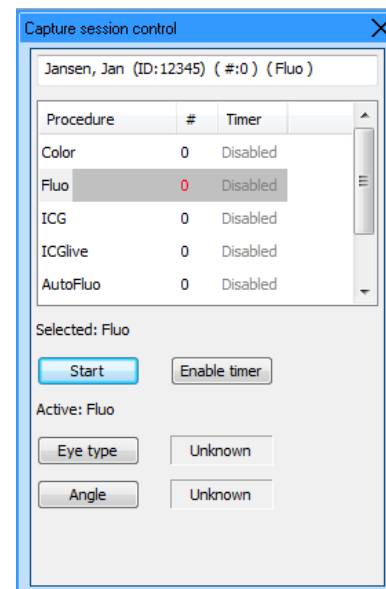 Capture session control
Jansen, Jan (ID:12345) ( #:0 ) ( Fluo )
Procedure # Timer
Color 0 Disabled
Fluo 0 Disabled
ICG 0 Disabled
ICGlive 0 Disabled
AutoFluo 0 Disabled
Selected: Fluo
Start Enable timer
Active: Fluo
Eye type Unknown
Angle Unknown